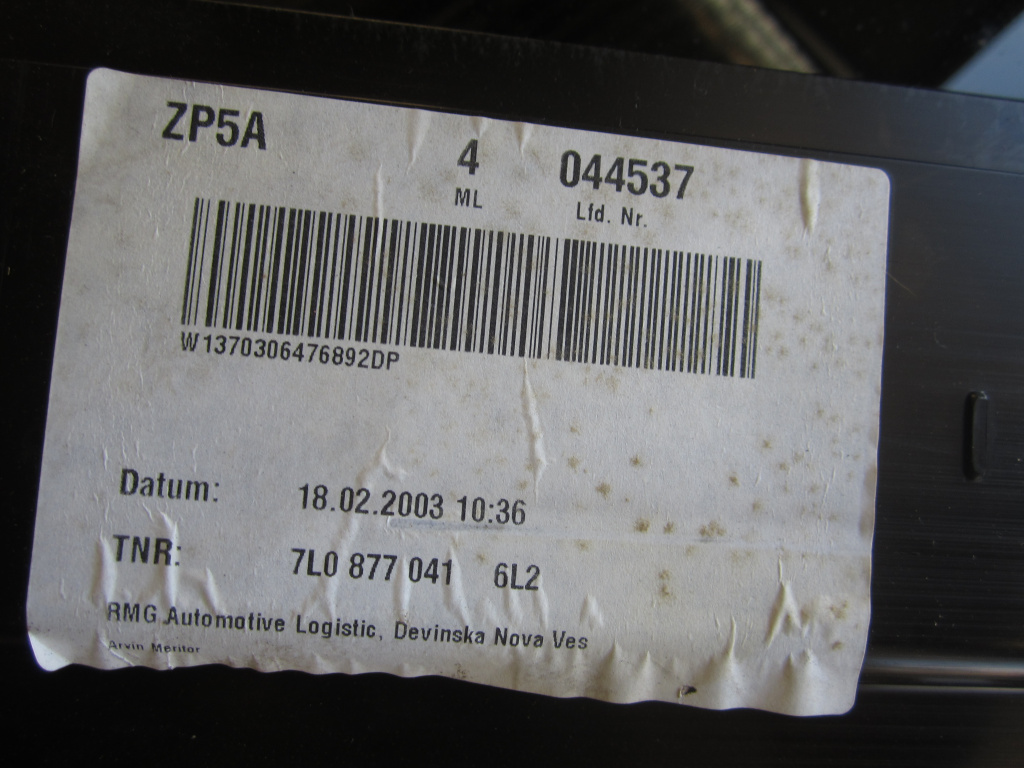 ZP5A 4 044537
ML Lfd. Nr.
W1370306476892DP
Datum: 18.02.2003 10:36
TNR: 7L0 877 041 6L2
RMG Automotive Logistic, Devinska Nova Ves
Arvin Meritor